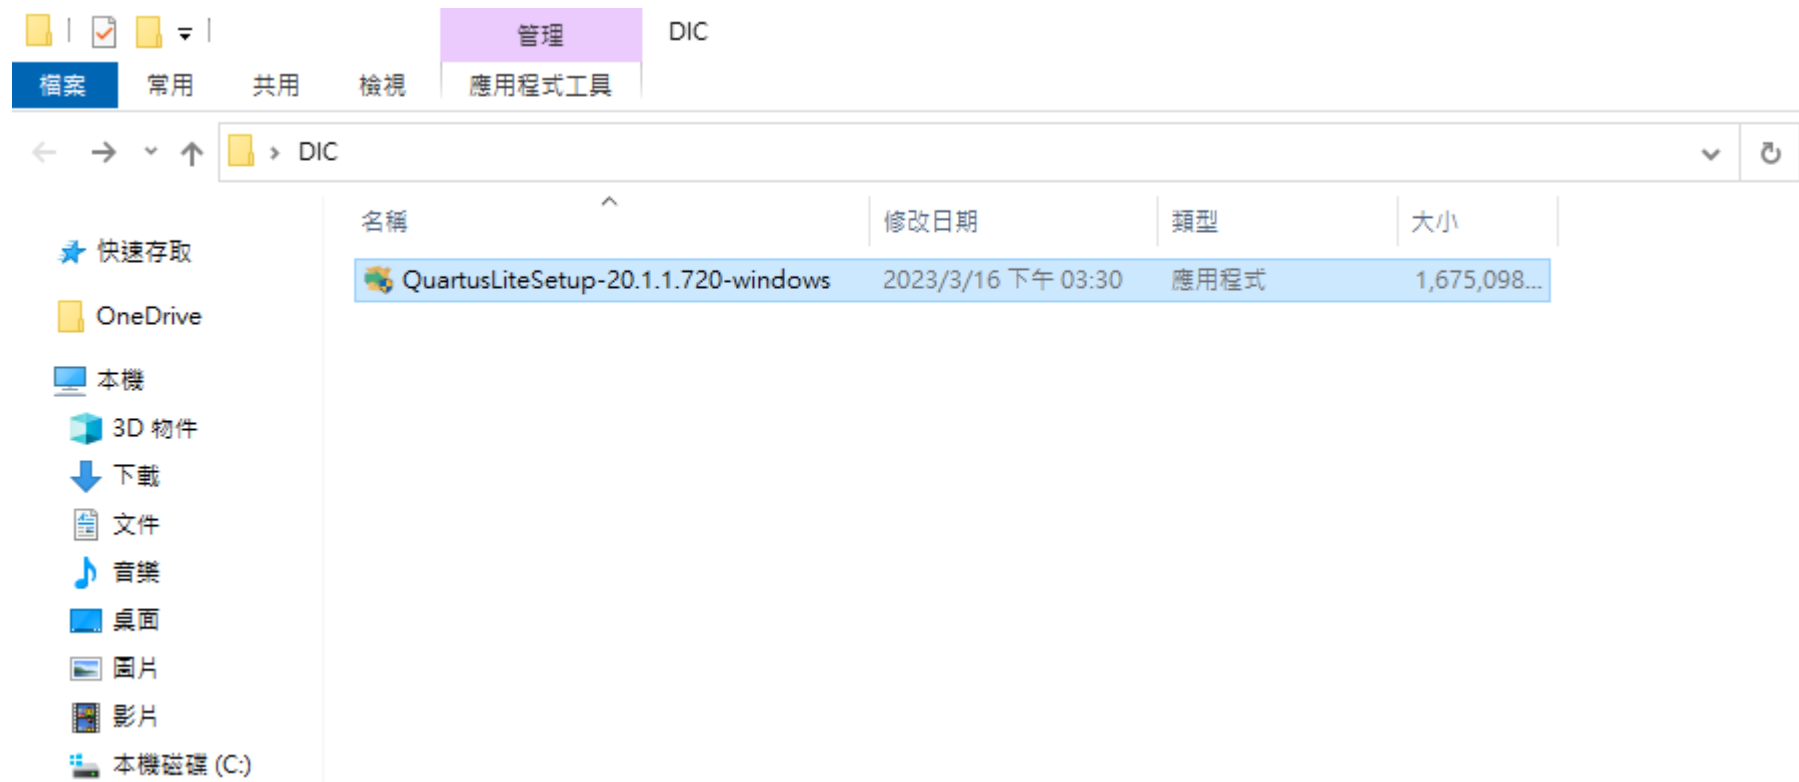 管理 DIC
檔案 常用 共用 檢視 應用程式工具
DIC
名稱 修改日期 類型 大小
快速存取
QuartusLiteSetup-20.1.1.720-windows 2023/3/16 下午 03:30 應用程式 1,675,098...
OneDrive
本機
3D 物件
下載
文件
音樂
桌面
圖片
影片
本機磁碟 (C:)